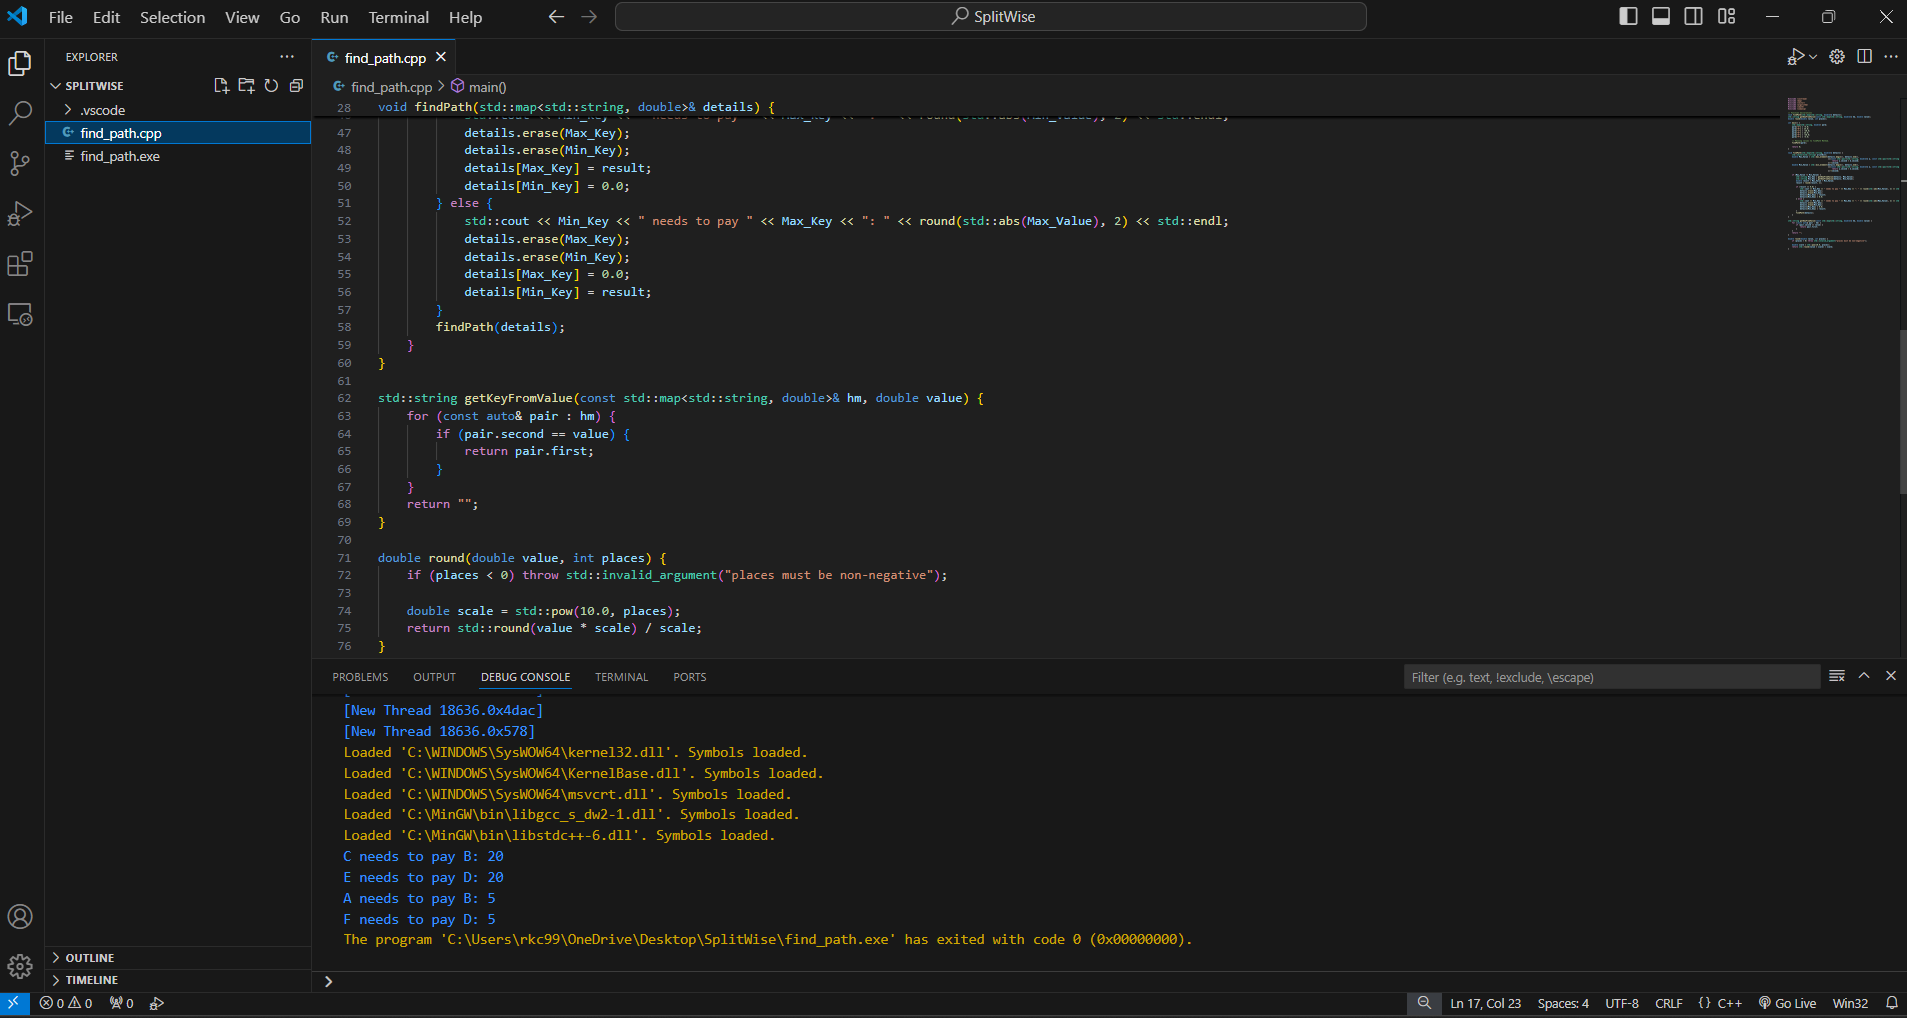 File Edit Selection View Go Run Terminal Help
SplitWise
EXPLORER
SPLITWISE
.vscode
find_path.cpp
find_path.exe
OUTLINE
TIMELINE
find_path.cpp
find_path.cpp > main()
28 void findPath(std::map<std::string, double>& details) {
47 details.erase(Max_Key);
48 details.erase(Min_Key);
49 details[Max_Key] = result;
50 details[Min_Key] = 0.0;
51 } else {
52 std::cout << Min_Key << " needs to pay " << Max_Key << ": " << round(std::abs(Max_Value), 2) << std::endl;
53 details.erase(Max_Key);
54 details.erase(Min_Key);
55 details[Max_Key] = 0.0;
56 details[Min_Key] = result;
57 }
58 findPath(details);
59 }
60 }
61
62 std::string getKeyFromValue(const std::map<std::string, double>& hm, double value) {
63 for (const auto& pair : hm) {
64 if (pair.second == value) {
65 return pair.first;
66 }
67 }
68 return "";
69 }
70
71 double round(double value, int places) {
72 if (places < 0) throw std::invalid_argument("places must be non-negative");
73
74 double scale = std::pow(10.0, places);
75 return std::round(value * scale) / scale;
76 }
PROBLEMS OUTPUT DEBUG CONSOLE TERMINAL PORTS
Filter (e.g. text, !exclude, \escape)
[New Thread 18636.0x4dac]
[New Thread 18636.0x578]
Loaded 'C:\WINDOWS\SysWOW64\kernel32.dll'. Symbols loaded.
Loaded 'C:\WINDOWS\SysWOW64\KernelBase.dll'. Symbols loaded.
Loaded 'C:\WINDOWS\SysWOW64\msvcrt.dll'. Symbols loaded.
Loaded 'C:\MinGW\bin\libgcc_s_dw2-1.dll'. Symbols loaded.
Loaded 'C:\MinGW\bin\libstdc++-6.dll'. Symbols loaded.
C needs to pay B: 20
E needs to pay D: 20
A needs to pay B: 5
F needs to pay D: 5
The program 'C:\Users\rkc99\OneDrive\Desktop\SplitWise\find_path.exe' has exited with code 0 (0x00000000).
>
0 0 0
Ln 17, Col 23 Spaces: 4 UTF-8 CRLF {} C++ Go Live Win32